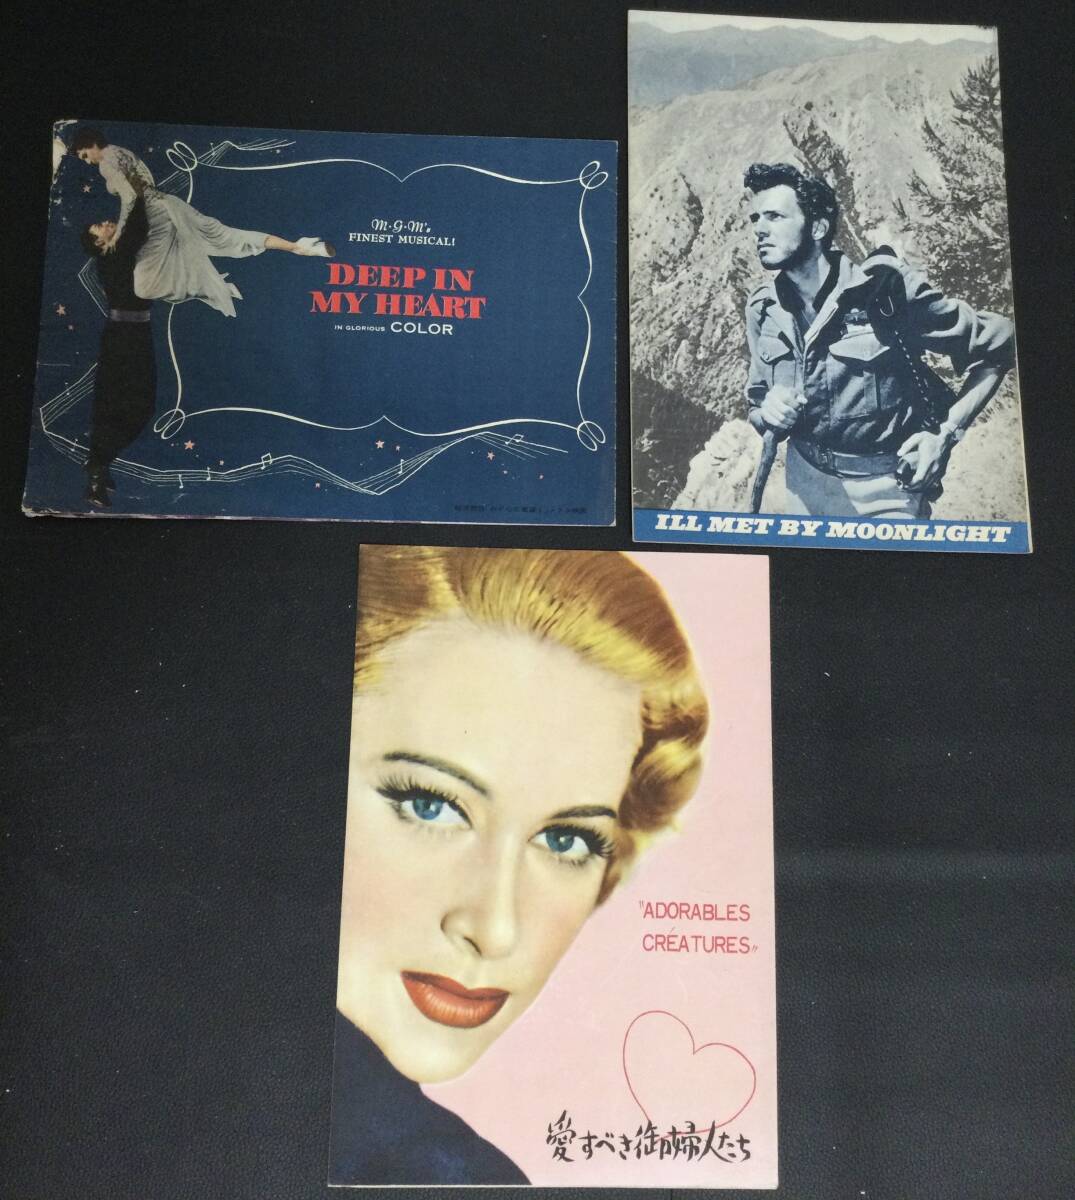 M·G·M's
FINEST MUSICAL!
DEEP IN
MY HEART
IN GLORIOUS COLOR
ILL MET BY MOONLIGHT
"ADORABLES
CRÉATURES"
愛すべき御婦人たち